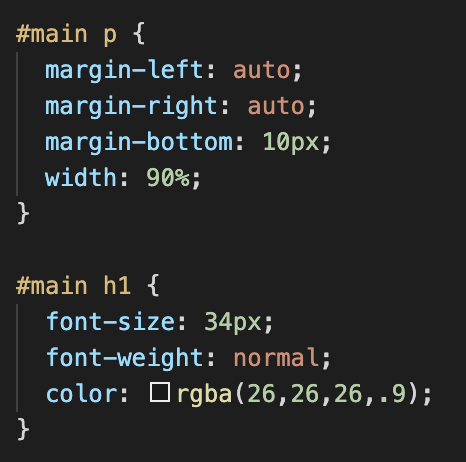 #main p {
  margin-left: auto;
  margin-right: auto;
  margin-bottom: 10px;
  width: 90%;
}

#main h1 {
  font-size: 34px;
  font-weight: normal;
  color: rgba(26,26,26,.9);
}